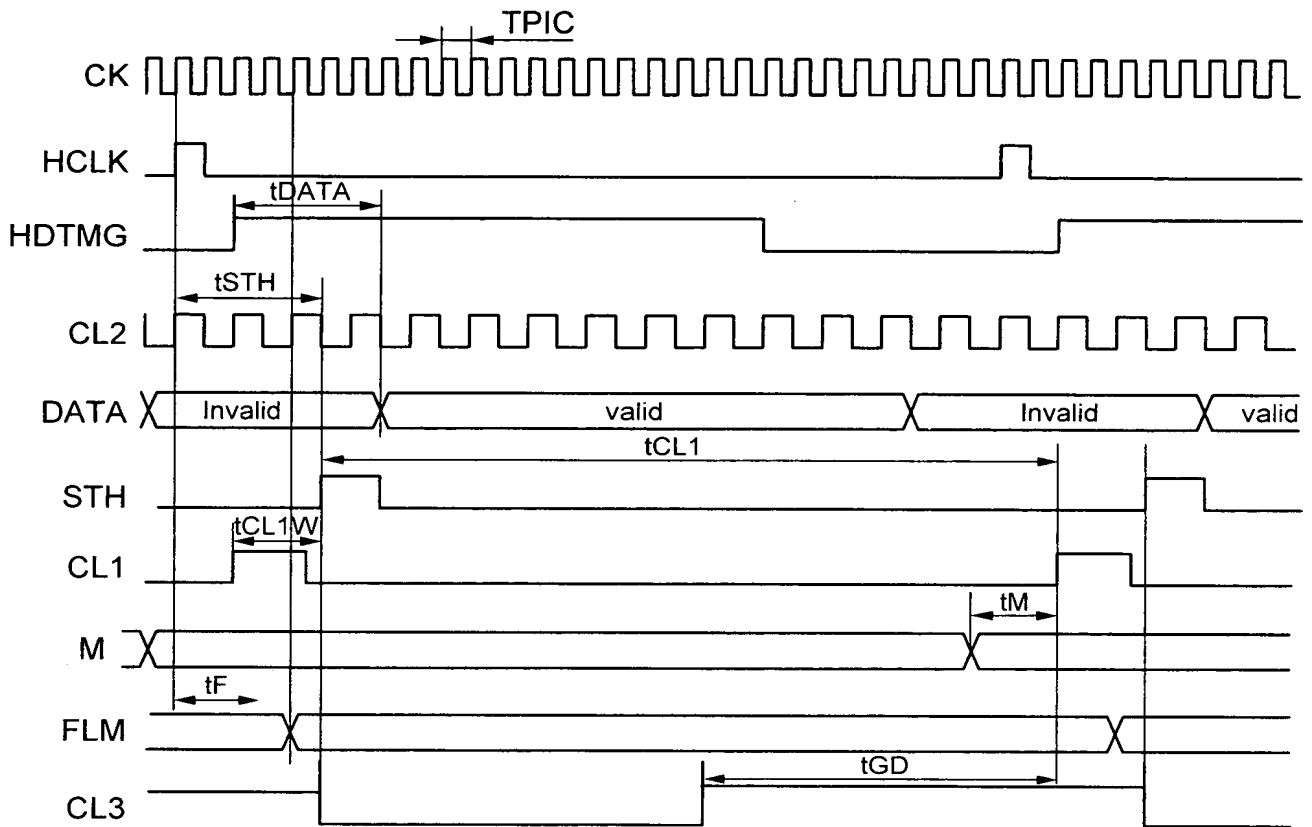 TPIC
CK
HCLK
tDATA
HDTMG
tSTH
CL2
DATA Invalid valid Invalid valid
tCL1
STH
tCL1W
CL1
tM
M
tF
FLM
tGD
CL3